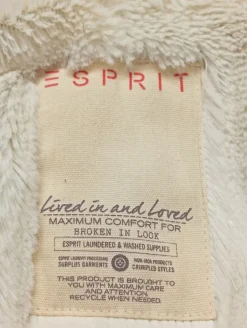 ESPRIT
Lived in and Loved
MAXIMUM COMFORT FOR
BROKEN IN LOOK
ESPRIT LAUNDERED & WASHED SUPPLIES
ESPRIT LAUNDRY PROCESSING NON-IRON PRODUCTS
SURPLUS GARMENTS CRUMPLED STYLES
THIS PRODUCT IS BROUGHT TO
YOU WITH MAXIMUM CARE
AND ATTENTION.
RECYCLE WHEN NEEDED.